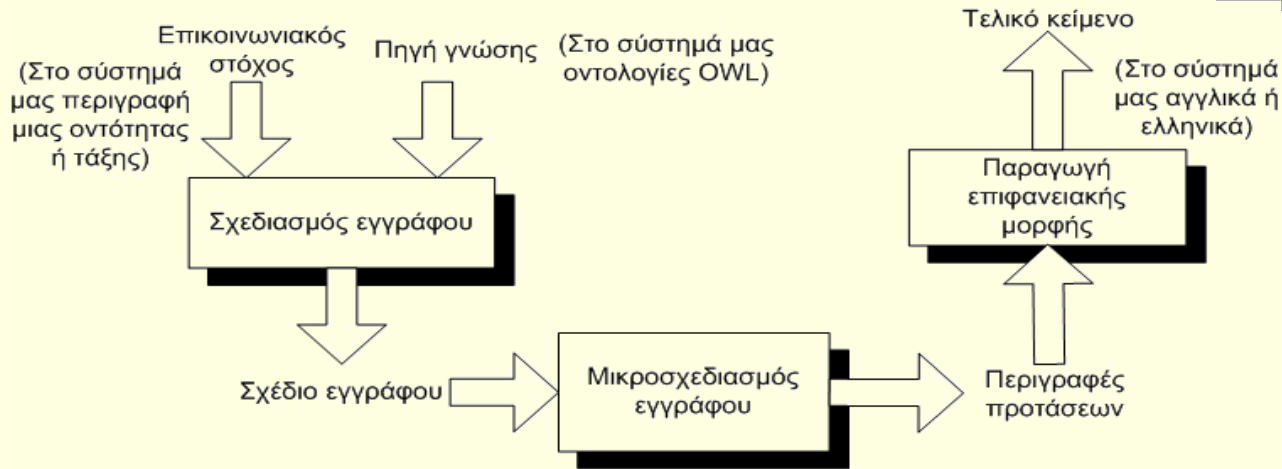 Επικοινωνιακός
στόχος
(Στο σύστημά
μας περιγραφή
μιας οντότητας
ή τάξης)
Πηγή γνώσης
(Στο σύστημά μας
οντολογίες OWL)
Σχεδιασμός εγγράφου
Σχέδιο εγγράφου
Μικροσχεδιασμός
εγγράφου
Περιγραφές
προτάσεων
Παραγωγή
επιφανειακής
μορφής
(Στο σύστημά
μας αγγλικά ή
ελληνικά)
Τελικό κείμενο